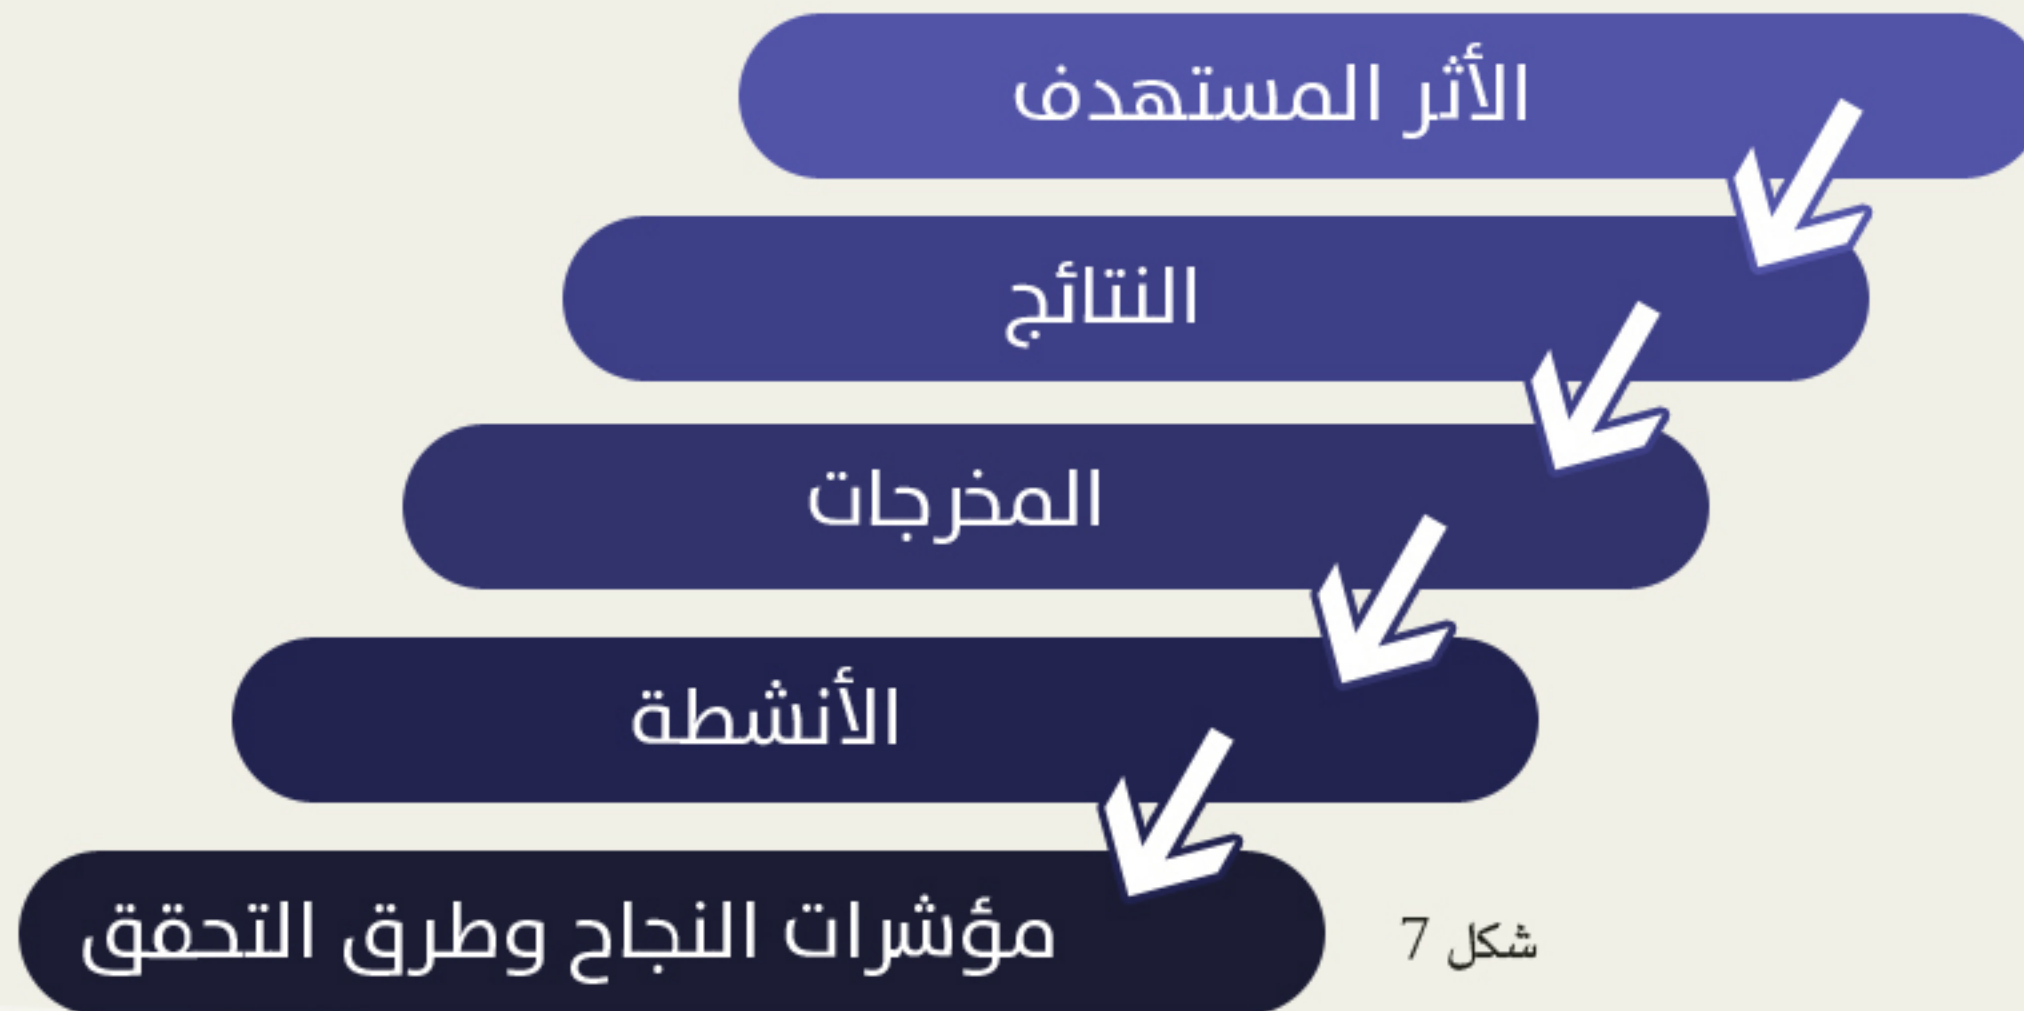 الأثر المستهدف
النتائج
المخرجات
الأنشطة
مؤشرات النجاح وطرق التحقق
شكل 7